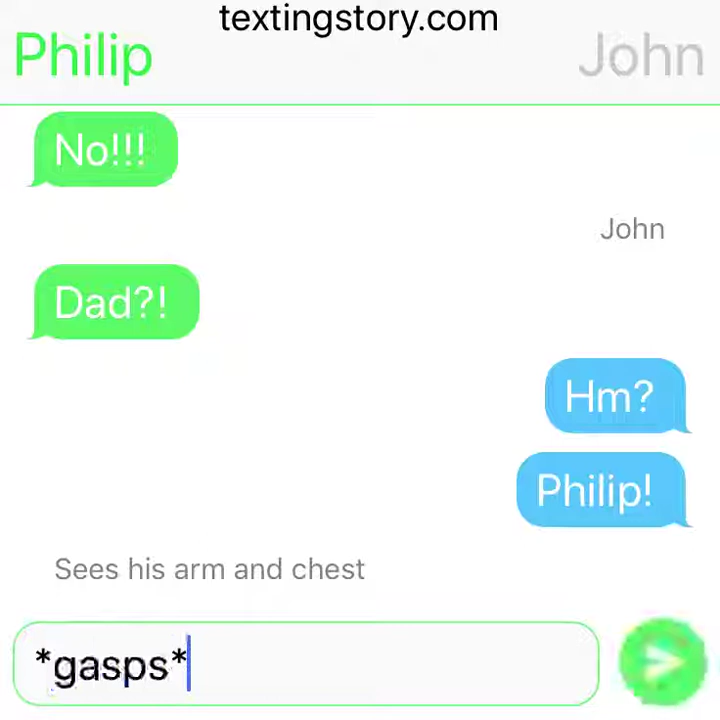 textingstory.com
Philip
John
No!!!
John
Dad?!
Hm?
Philip!
Sees his arm and chest
*gasps*